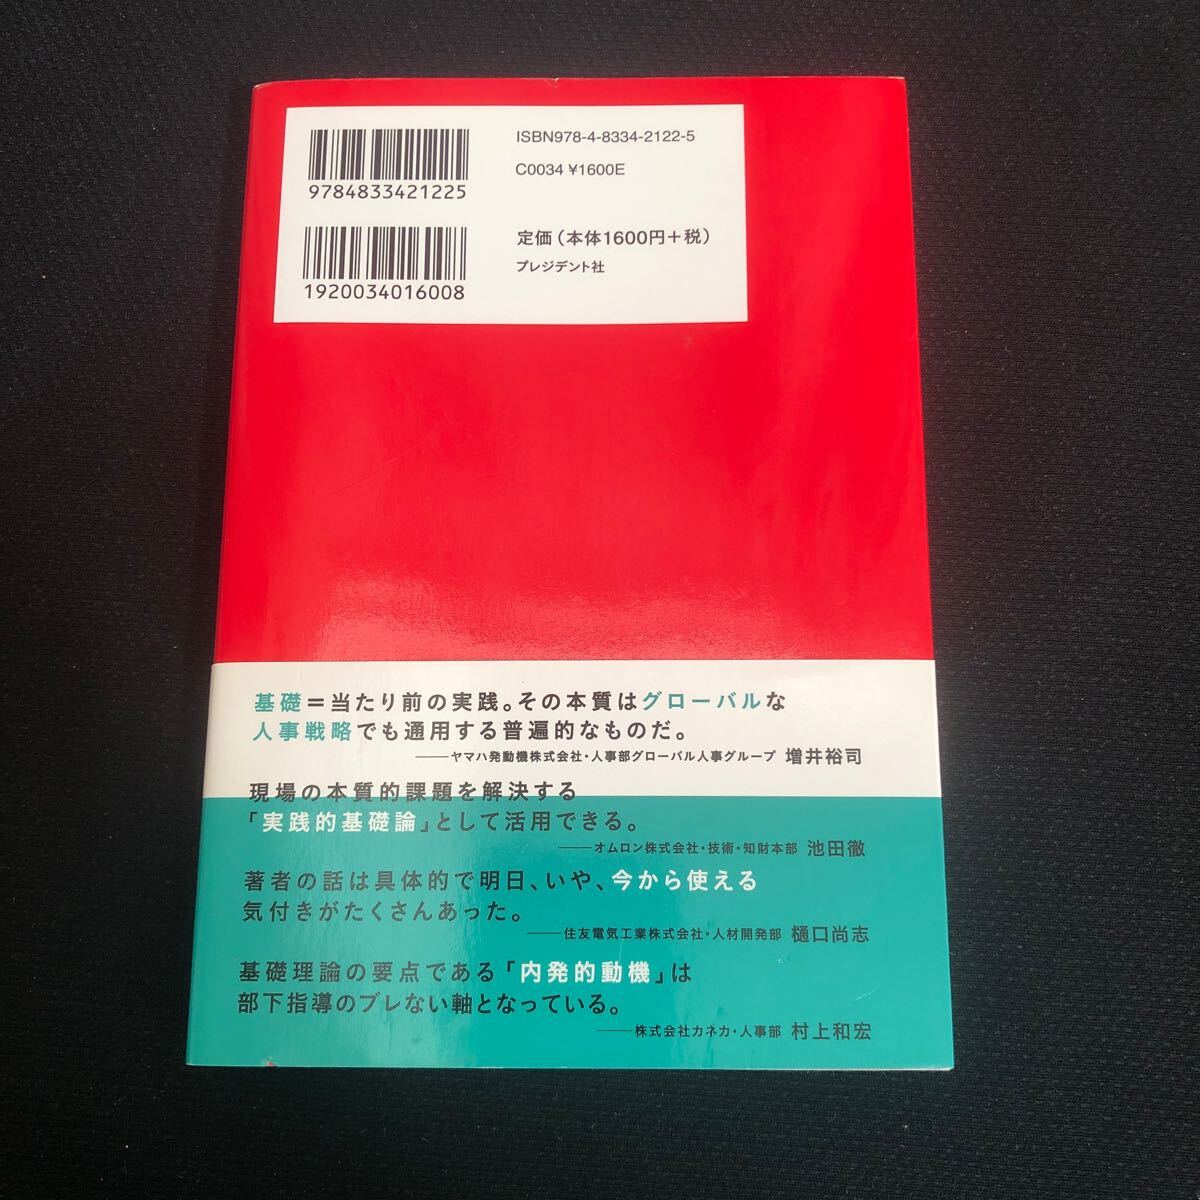 ISBN978-4-8334-2122-5
C0034 ¥1600E
9784833421225
定価（本体1600円＋税）
プレジデント社
1920034016008
基礎＝当たり前の実践。その本質はグローバルな
人事戦略でも通用する普遍的なものだ。
――ヤマハ発動機株式会社・人事部グローバル人事グループ 増井裕司
現場の本質的課題を解決する
「実践的基礎論」として活用できる。
――オムロン株式会社・技術・知財本部 池田徹
著者の話は具体的で明日、いや、今から使える
気付きがたくさんあった。
――住友電気工業株式会社・人材開発部 樋口尚志
基礎理論の要点である「内発的動機」は
部下指導のブレない軸となっている。
――株式会社カネカ・人事部 村上和宏